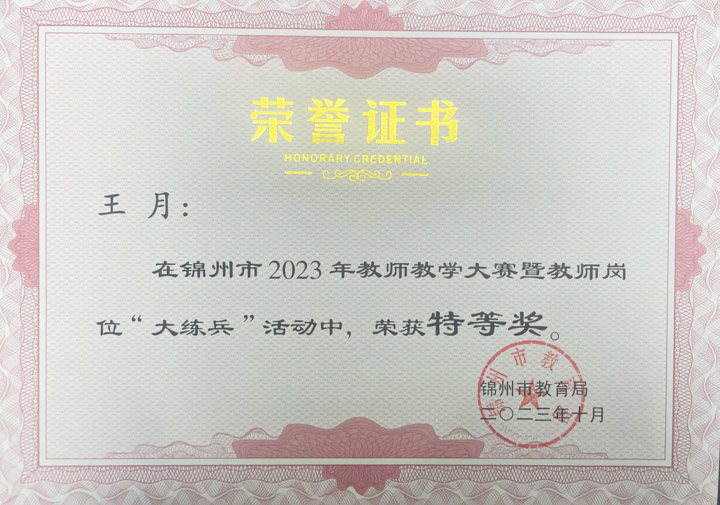 荣誉证书
HONORARY CREDENTIAL
王 月：
在锦州市2023年教师教学大赛暨教师岗
位“大练兵”活动中，荣获特等奖。
锦州市教育局
二〇二三年十月